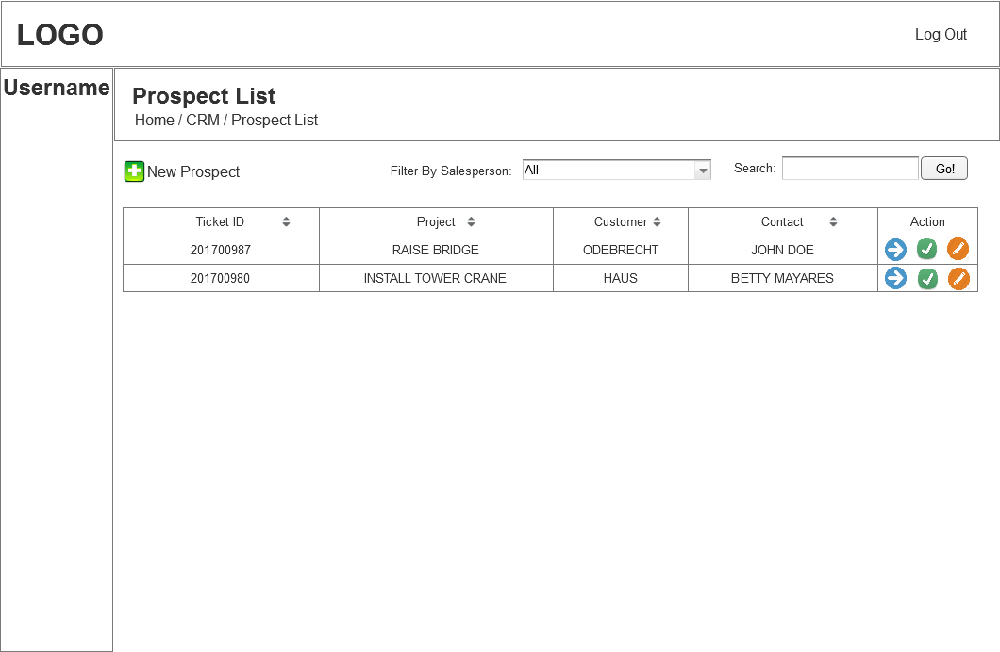 LOGO
Log Out
Username
Prospect List
Home / CRM / Prospect List
New Prospect
Filter By Salesperson:
All
Search:
Go!
Ticket ID Project Customer Contact Action
201700987 RAISE BRIDGE ODEBRECHT JOHN DOE
201700980 INSTALL TOWER CRANE HAUS BETTY MAYARES